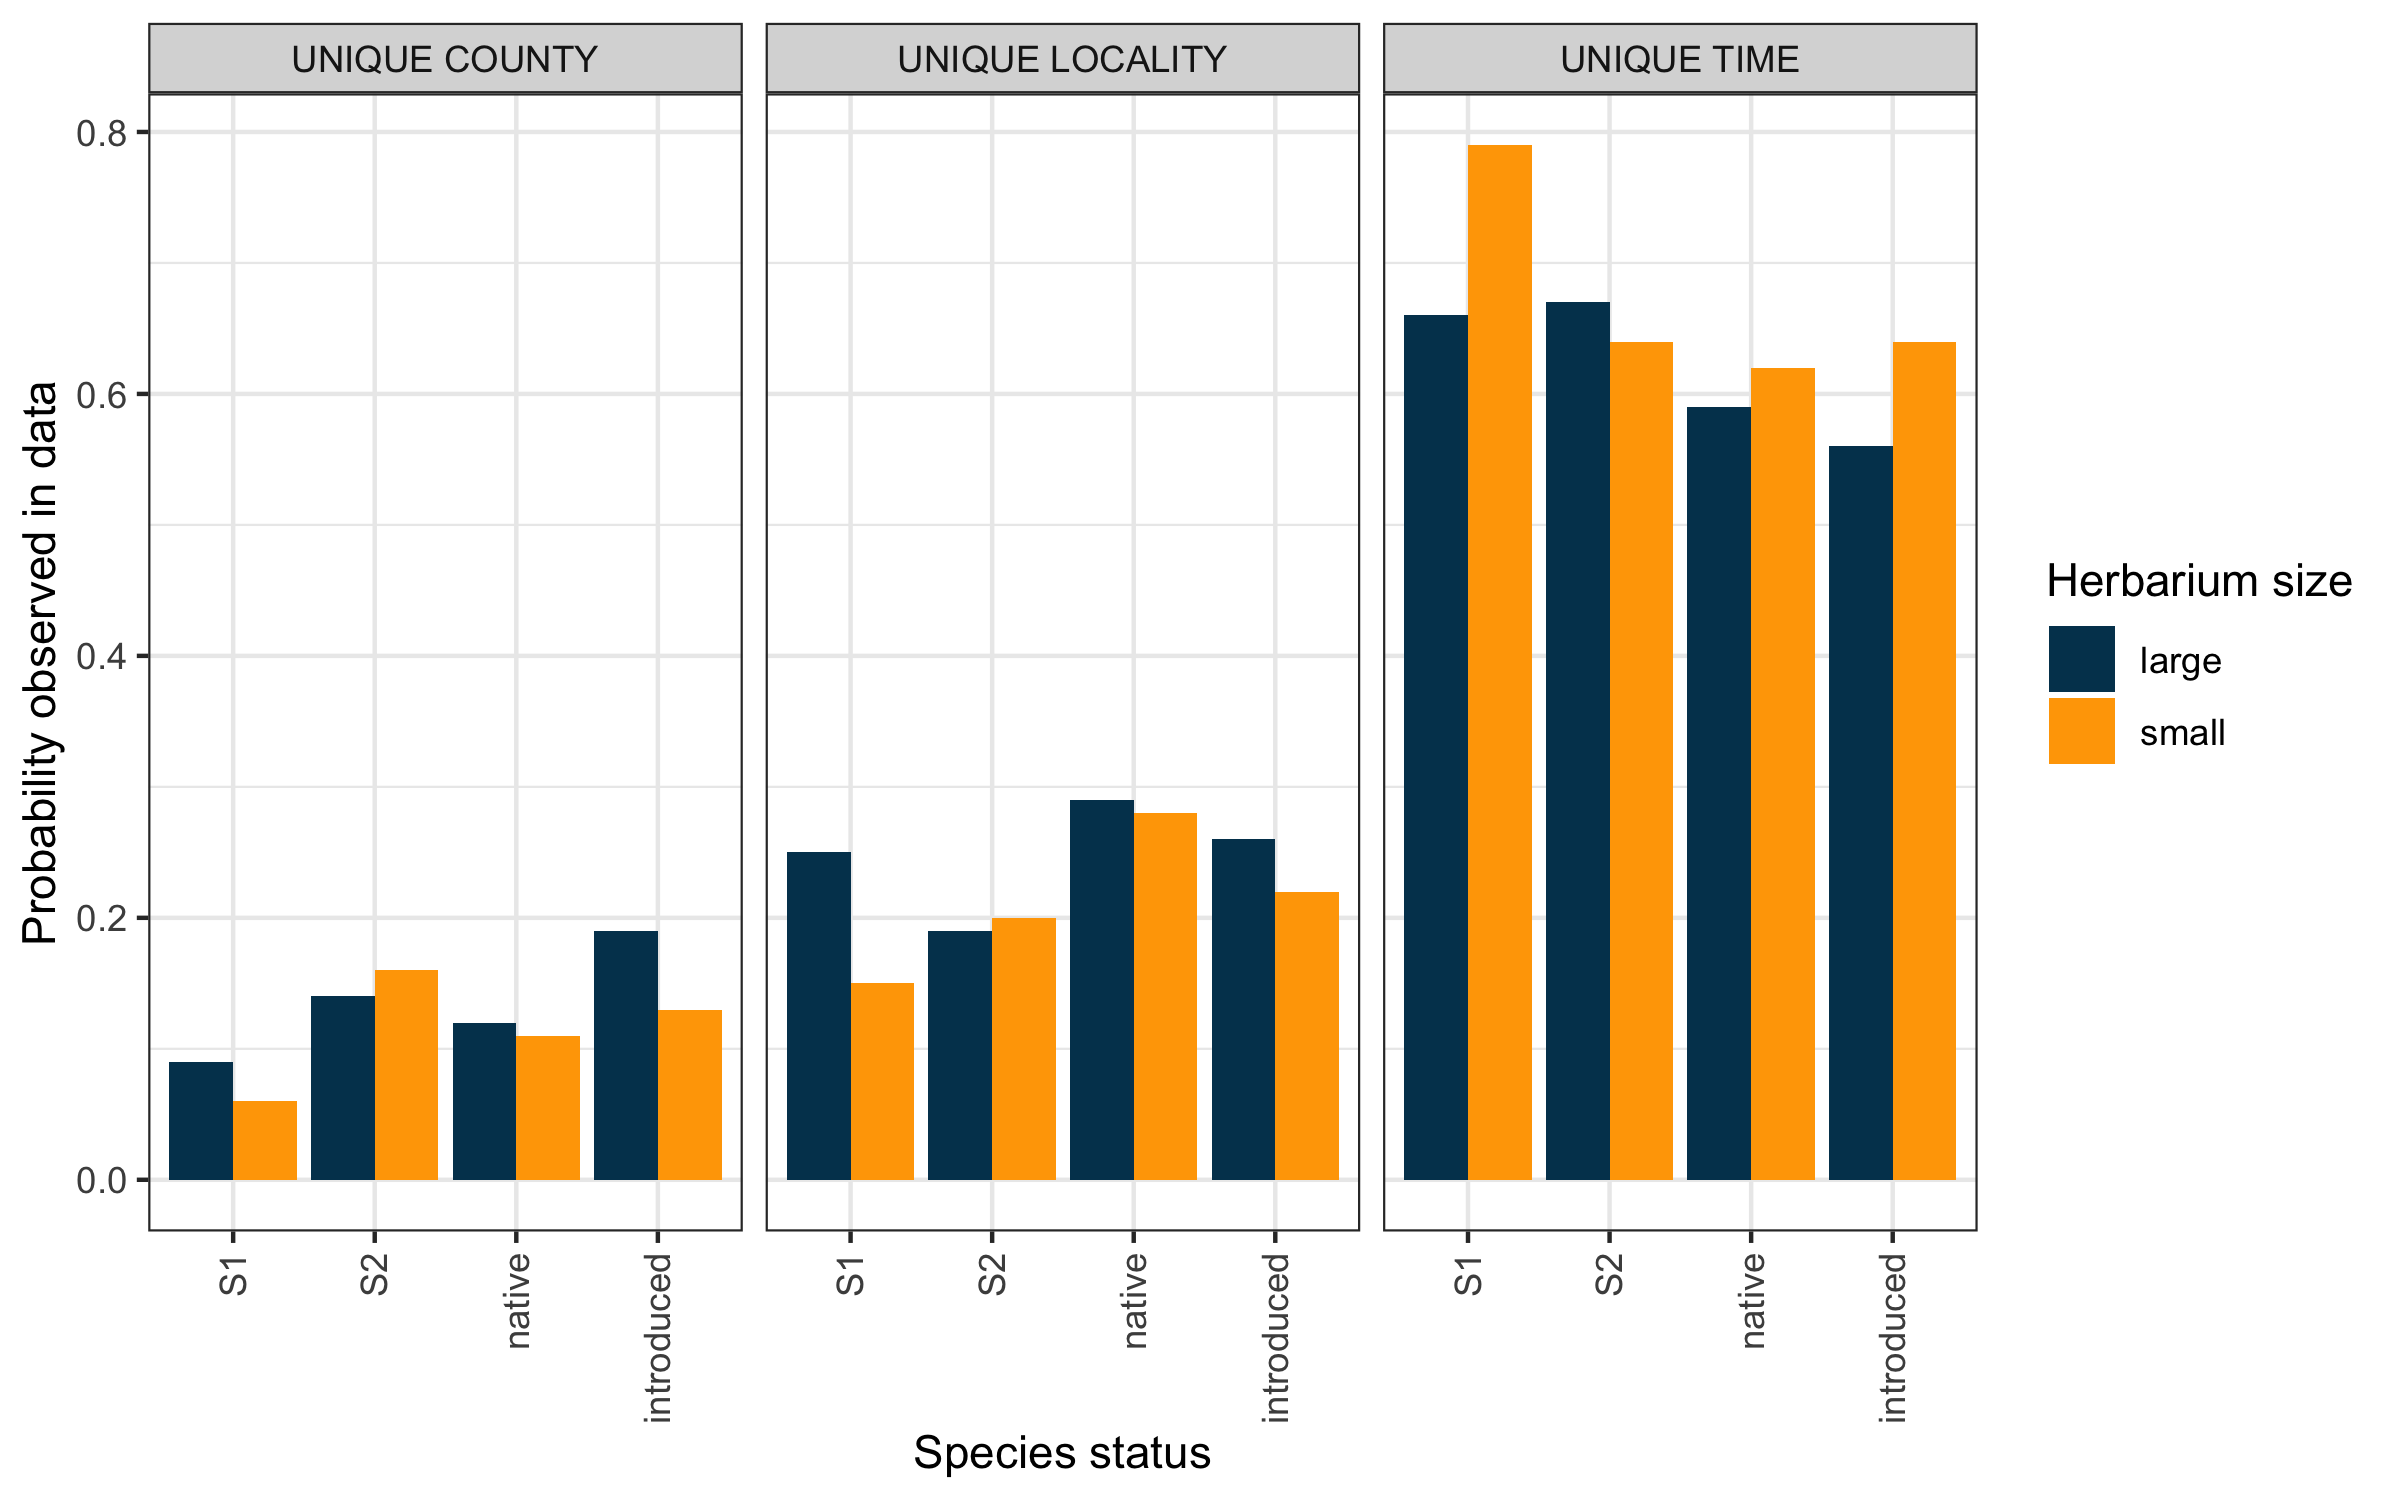 UNIQUE COUNTY
UNIQUE LOCALITY
UNIQUE TIME
Probability observed in data
0.8
0.6
0.4
0.2
0.0
S1
S2
native
introduced
S1
S2
native
introduced
S1
S2
native
introduced
Species status
Herbarium size
large
small